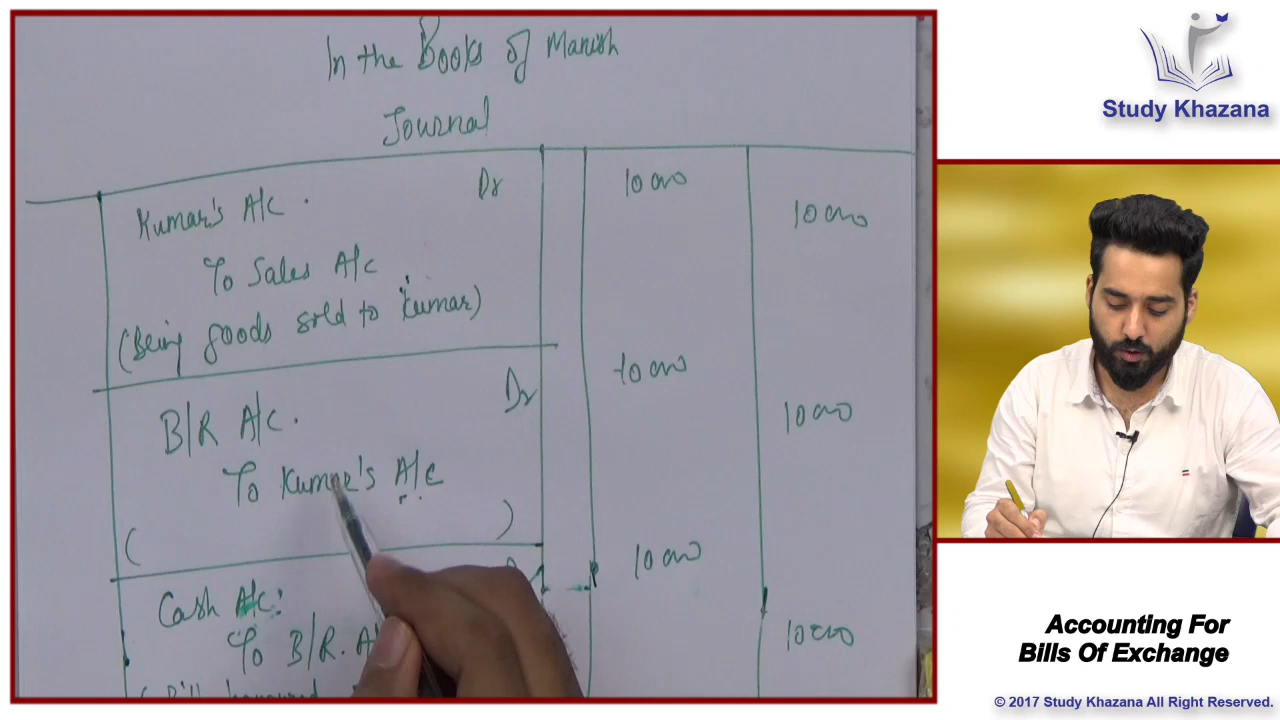 In the Books of Manish
Journal
Kumar's A/c. Dr 10000
To Sales A/c 10000
(Being goods sold to Kumar)
B/R A/c. Dr 10000
To Kumar's A/c 10000
( )
Cash A/c: 10000
To B/R. A/ 10000
(Bill honoured
Study Khazana
Accounting For
Bills Of Exchange
© 2017 Study Khazana All Right Reserved.